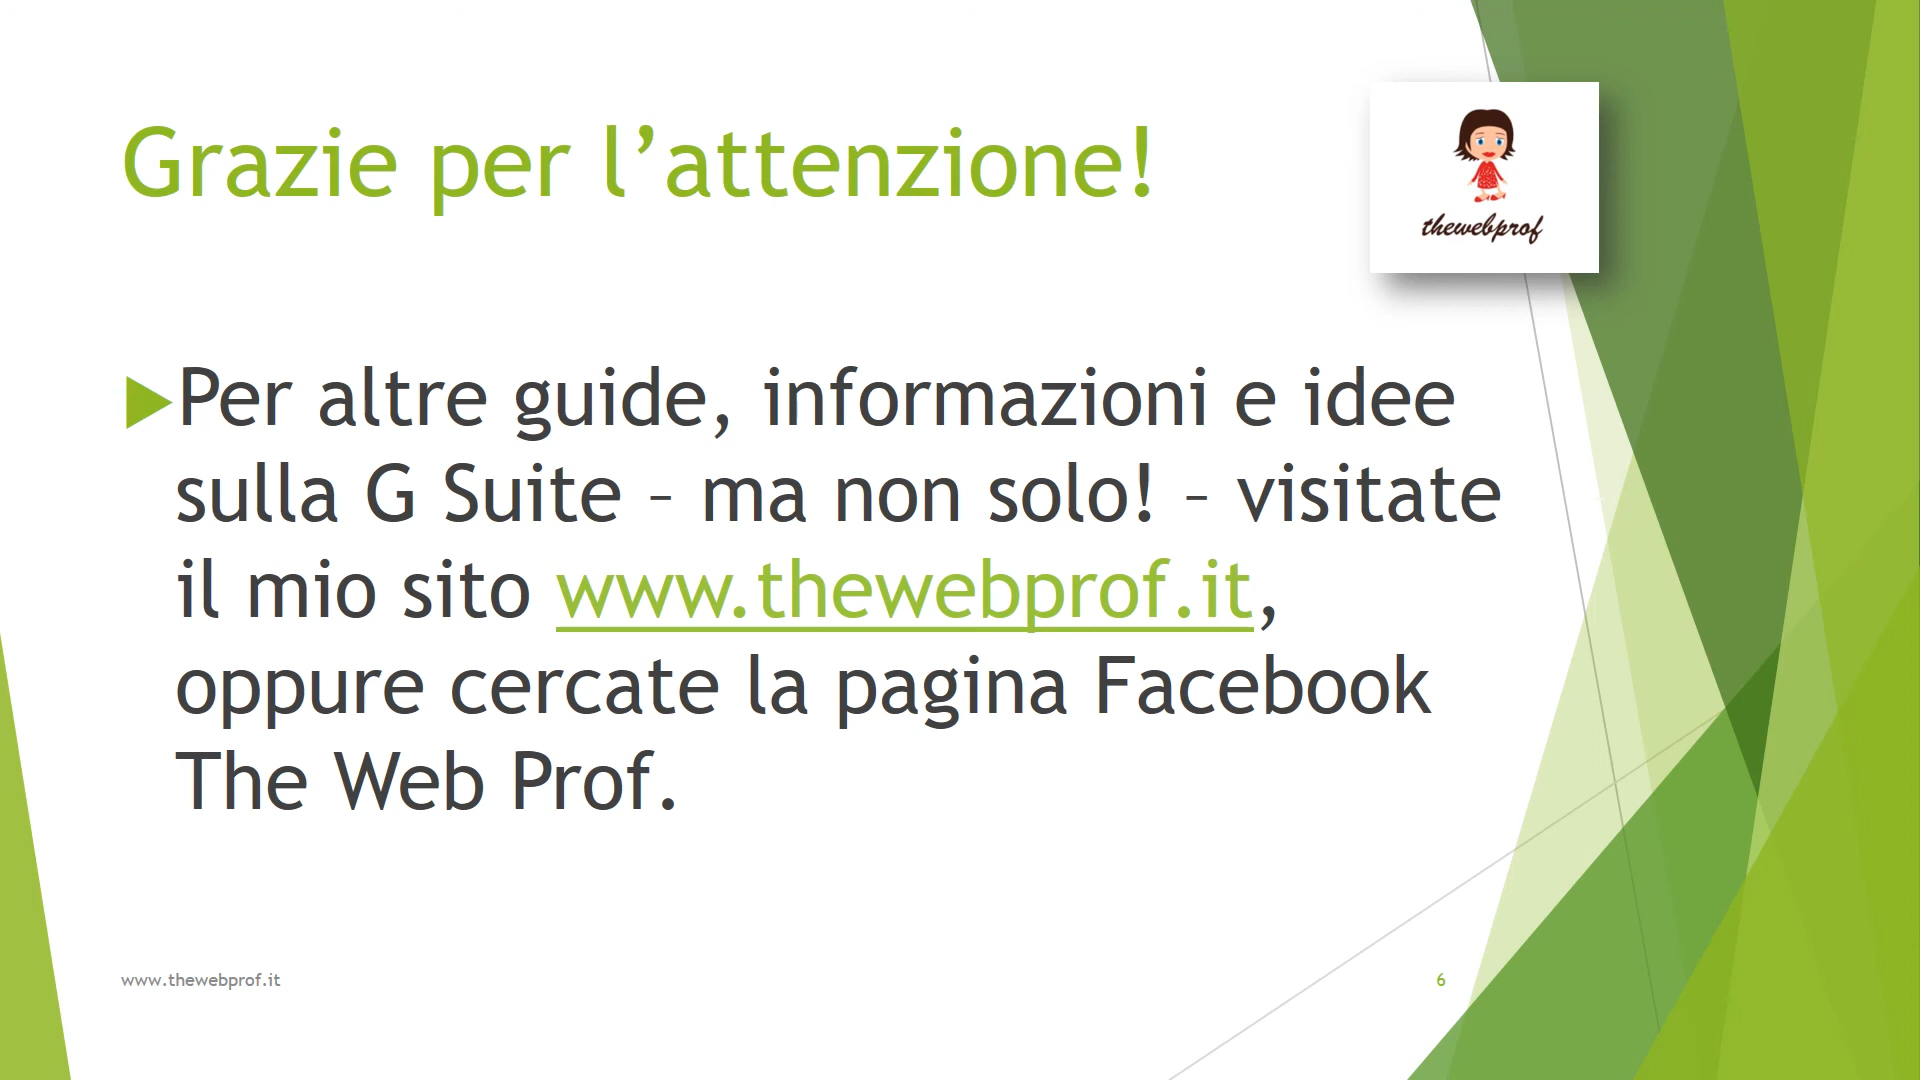 Grazie per l’attenzione!
thewebprof
Per altre guide, informazioni e idee
sulla G Suite – ma non solo! – visitate
il mio sito www.thewebprof.it,
oppure cercate la pagina Facebook
The Web Prof.
www.thewebprof.it
6